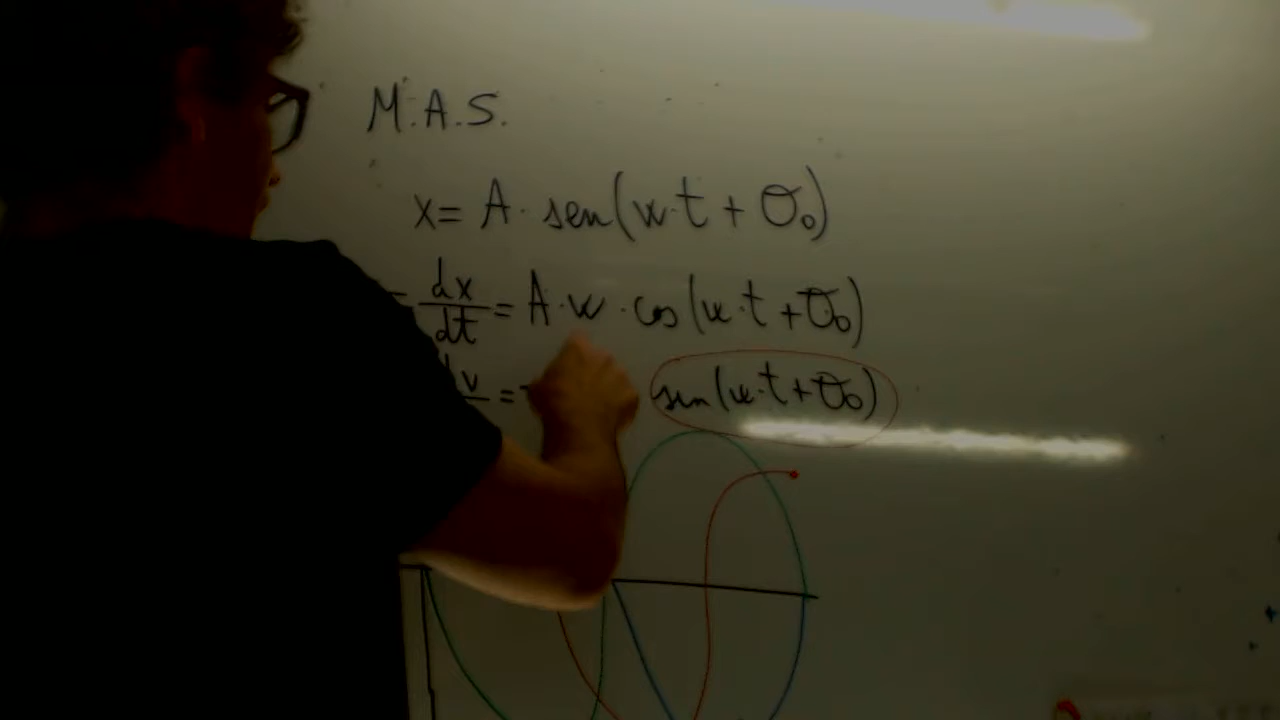 M.A.S.
x= A · sen(w·t + Θ₀)
dx/dt = A·w · cos(w·t + Θ₀)
v = sen(w·t + Θ₀)